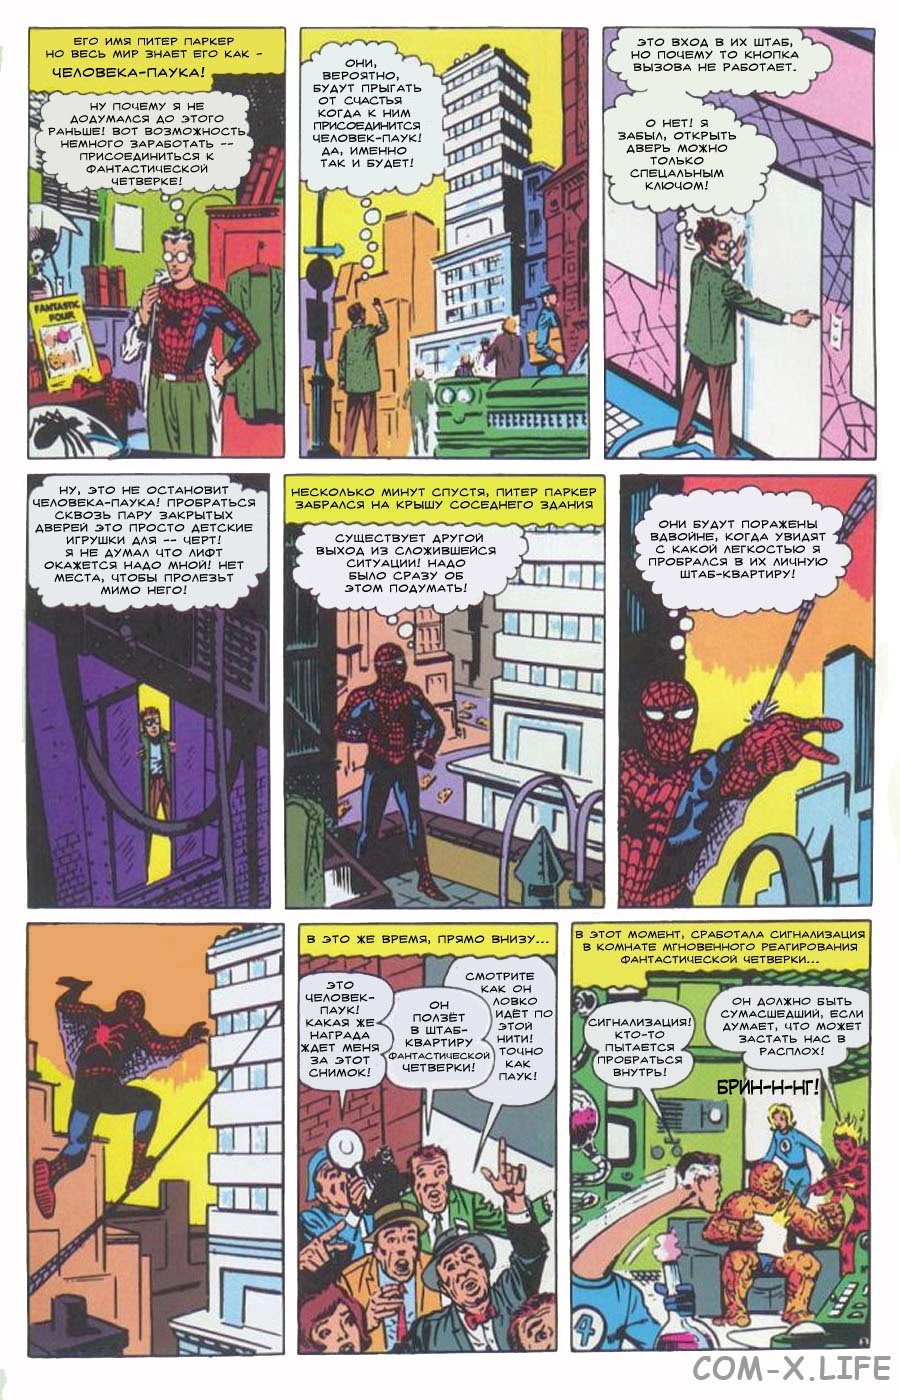 ЕГО ИМЯ ПИТЕР ПАРКЕР
НО ВЕСЬ МИР ЗНАЕТ ЕГО КАК -
ЧЕЛОВЕКА-ПАУКА!
НУ ПОЧЕМУ Я НЕ
ДОДУМАЛСЯ ДО ЭТОГО
РАНЬШЕ! ВОТ ВОЗМОЖНОСТЬ
НЕМНОГО ЗАРАБОТАТЬ --
ПРИСОЕДИНИТЬСЯ К
ФАНТАСТИЧЕСКОЙ
ЧЕТВЕРКЕ!
FANTASTIC
FOUR
ОНИ,
ВЕРОЯТНО,
БУДУТ ПРЫГАТЬ
ОТ СЧАСТЬЯ
КОГДА К НИМ
ПРИСОЕДИНИТСЯ
ЧЕЛОВЕК-ПАУК!
ДА, ИМЕННО
ТАК И БУДЕТ!
ЭТО ВХОД В ИХ ШТАБ,
НО ПОЧЕМУ ТО КНОПКА
ВЫЗОВА НЕ РАБОТАЕТ.
О НЕТ! Я
ЗАБЫЛ, ОТКРЫТЬ
ДВЕРЬ МОЖНО
ТОЛЬКО
СПЕЦАЛЬНЫМ
КЛЮЧОМ!
НУ, ЭТО НЕ ОСТАНОВИТ
ЧЕЛОВЕКА-ПАУКА! ПРОБРАТЬСЯ
СКВОЗЬ ПАРУ ЗАКРЫТЫХ
ДВЕРЕЙ ЭТО ПРОСТО ДЕТСКИЕ
ИГРУШКИ ДЛЯ -- ЧЕРТ!
Я НЕ ДУМАЛ ЧТО ЛИФТ
ОКАЖЕТСЯ НАДО МНОЙ! НЕТ
МЕСТА, ЧТОБЫ ПРОЛЕЗЬТ
МИМО НЕГО!
НЕСКОЛЬКО МИНУТ СПУСТЯ, ПИТЕР ПАРКЕР
ЗАБРАЛСЯ НА КРЫШУ СОСЕДНЕГО ЗДАНИЯ
СУЩЕСТВУЕТ ДРУГОЙ
ВЫХОД ИЗ СЛОЖИВШЕЙСЯ
СИТУАЦИИ! НАДО
БЫЛО СРАЗУ ОБ
ЭТОМ ПОДУМАТЬ!
ОНИ БУДУТ ПОРАЖЕНЫ
ВДВОЙНЕ, КОГДА УВИДЯТ
С КАКОЙ ЛЕГКОСТЬЮ Я
ПРОБРАЛСЯ В ИХ ЛИЧНУЮ
ШТАБ-КВАРТИРУ!
В ЭТО ЖЕ ВРЕМЯ, ПРЯМО ВНИЗУ...
ЭТО
ЧЕЛОВЕК-
ПАУК!
КАКАЯ ЖЕ
НАГРАДА
ЖДЕТ МЕНЯ
ЗА ЭТОТ
СНИМОК!
ОН
ПОЛЗЁТ
В ШТАБ-
КВАРТИРУ
ФАНТАСТИЧЕСКОЙ
ЧЕТВЕРКИ!
СМОТРИТЕ
КАК ОН
ЛОВКО
ИДЁТ ПО
ЭТОЙ
НИТИ!
ТОЧНО
КАК
ПАУК!
В ЭТОТ МОМЕНТ, СРАБОТАЛА СИГНАЛИЗАЦИЯ
В КОМНАТЕ МГНОВЕННОГО РЕАГИРОВАНИЯ
ФАНТАСТИЧЕСКОЙ ЧЕТВЕРКИ...
СИГНАЛИЗАЦИЯ!
КТО-ТО
ПЫТАЕТСЯ
ПРОБРАТЬСЯ
ВНУТРЬ!
ОН ДОЛЖНО БЫТЬ
СУМАСШЕДШИЙ, ЕСЛИ
ДУМАЕТ, ЧТО МОЖЕТ
ЗАСТАТЬ НАС В
РАСПЛОХ!
БРИН-Н-НГ!
4
COM-X.LIFE